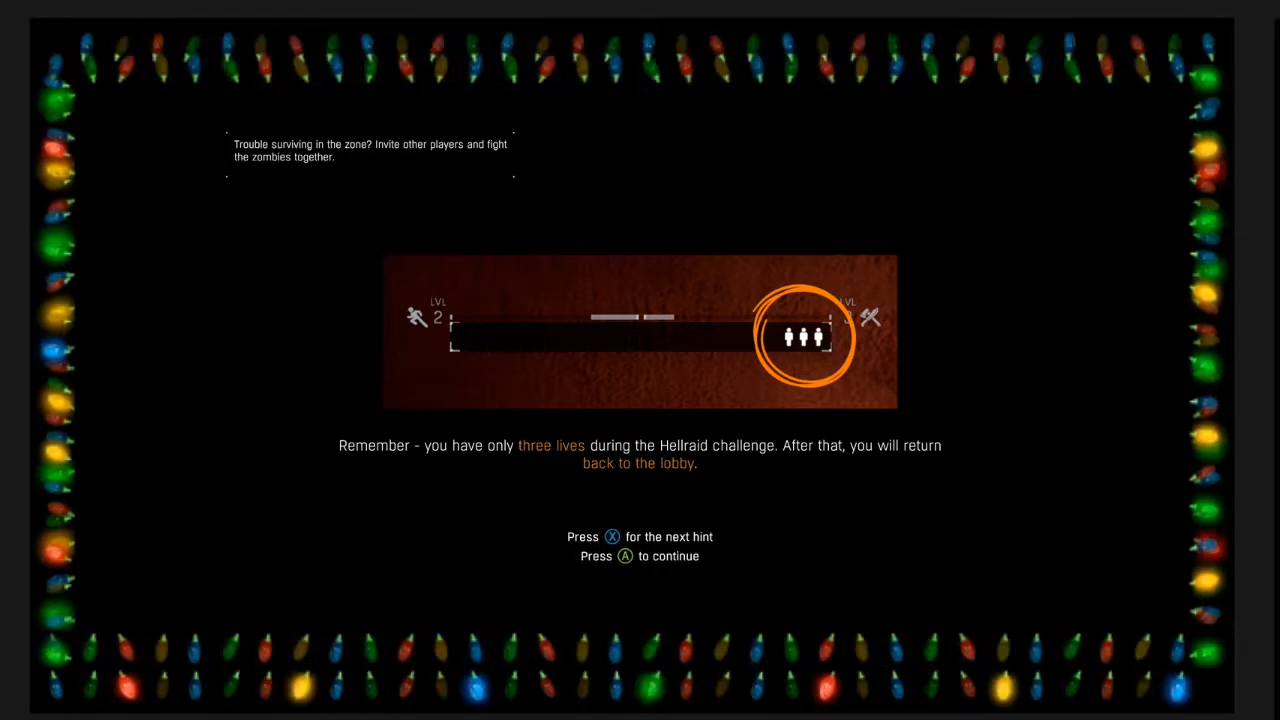 Trouble surviving in the zone? Invite other players and fight
the zombies together.
LVL
2
LVL
Remember - you have only three lives during the Hellraid challenge. After that, you will return
back to the lobby.
Press X for the next hint
Press A to continue